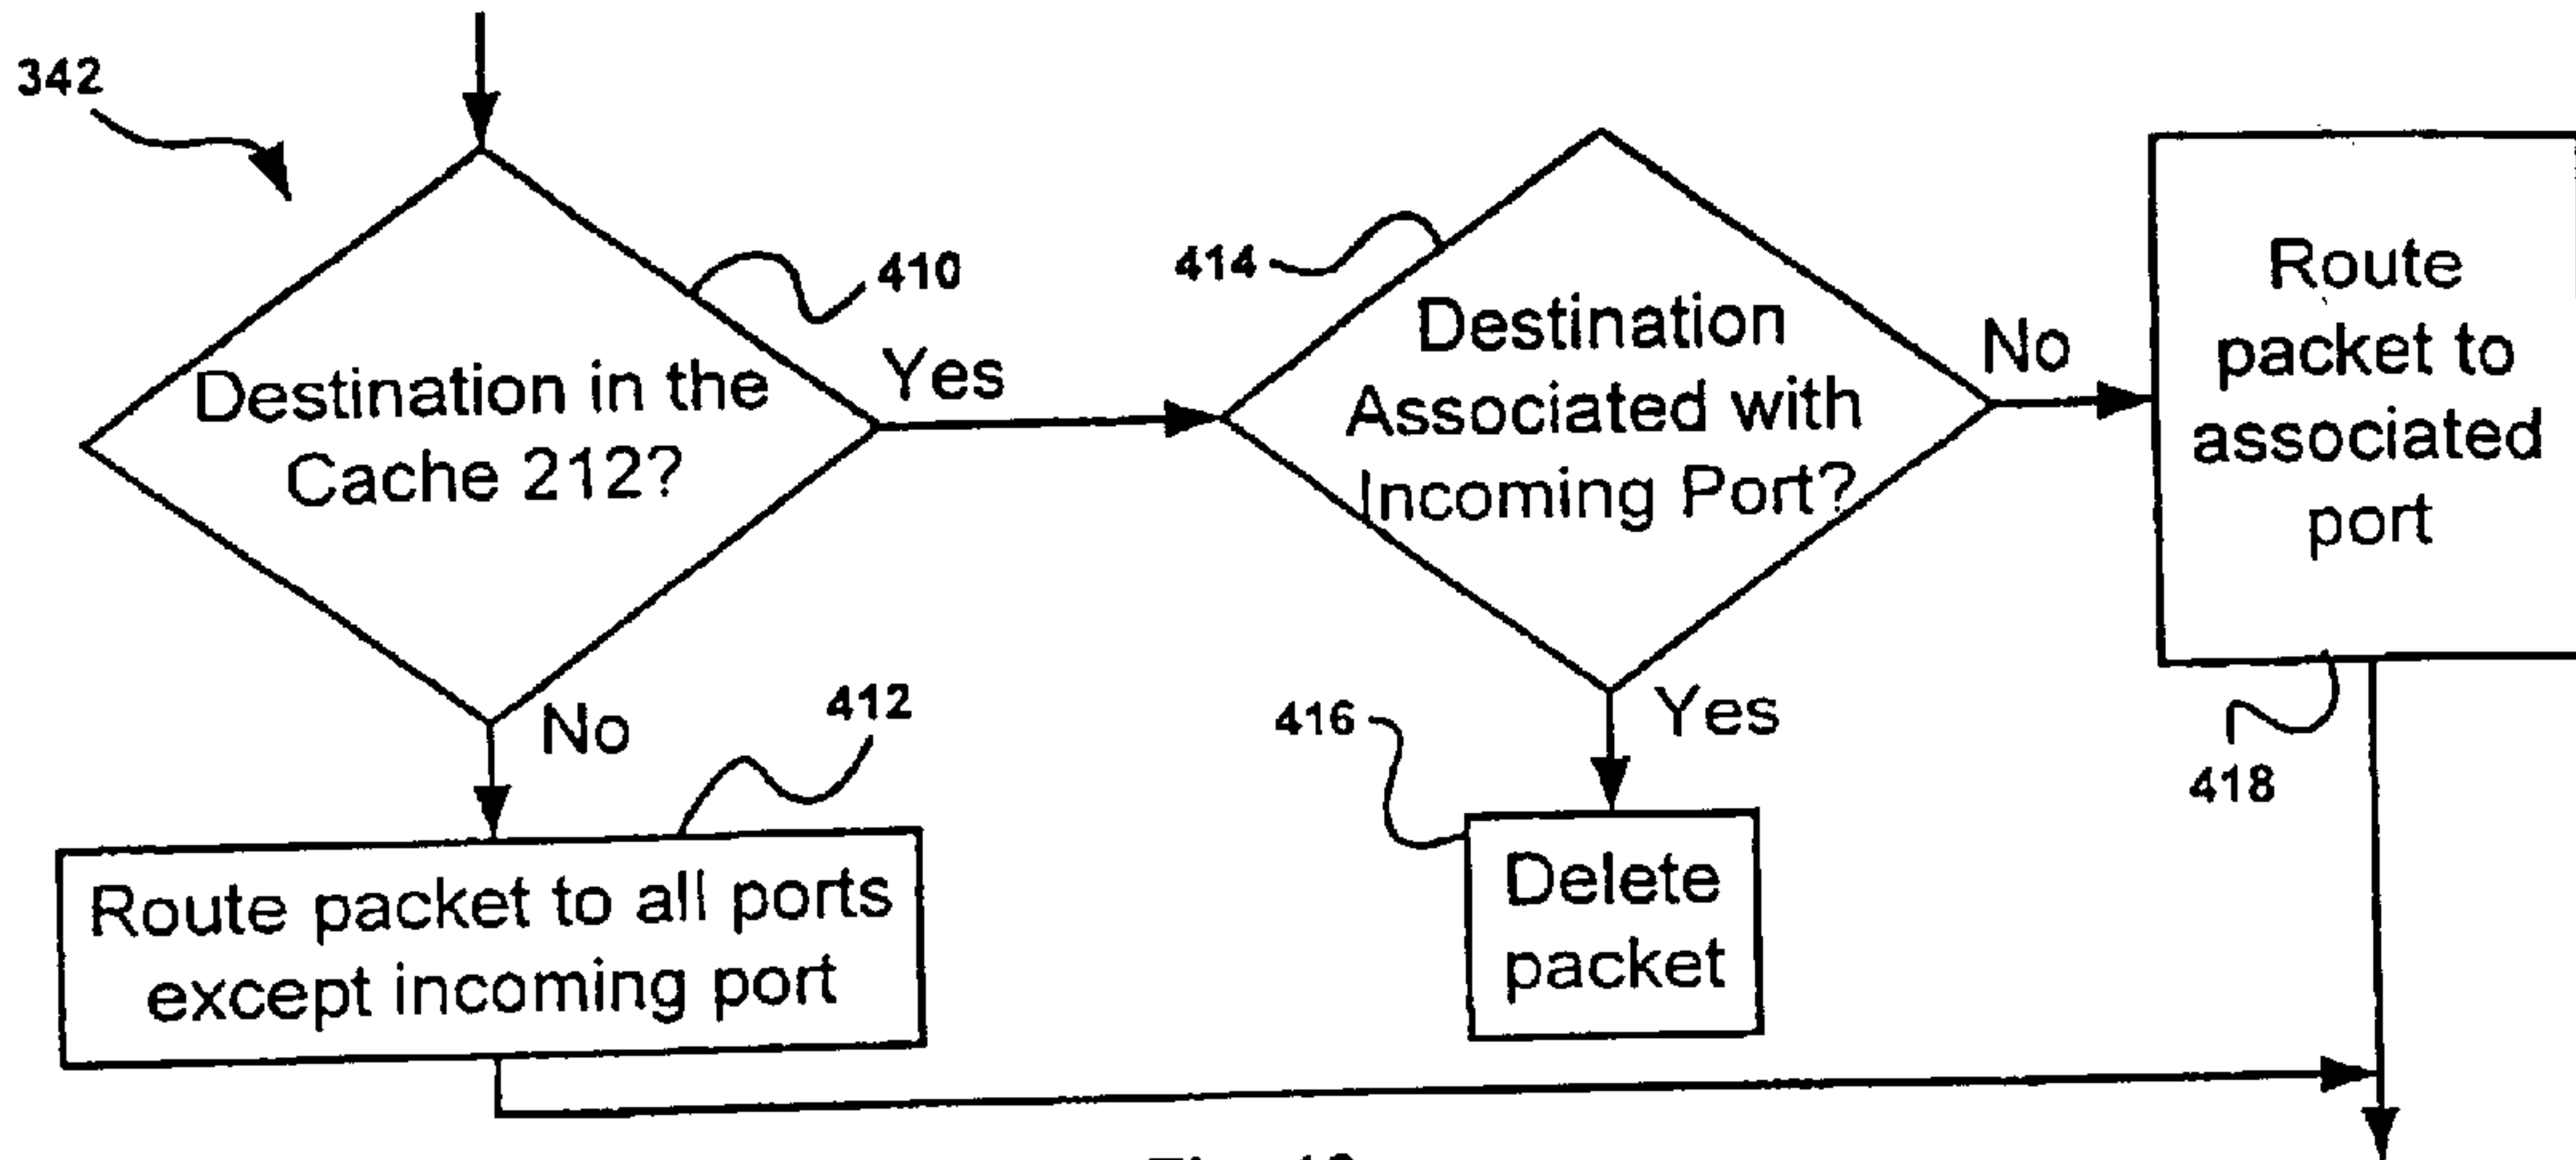 342
410
Destination in the
Cache 212?
Yes
No
414
Destination
Associated with
Incoming Port?
No
Yes
Route
packet to
associated
port
418
412
Route packet to all ports
except incoming port
416
Delete
packet